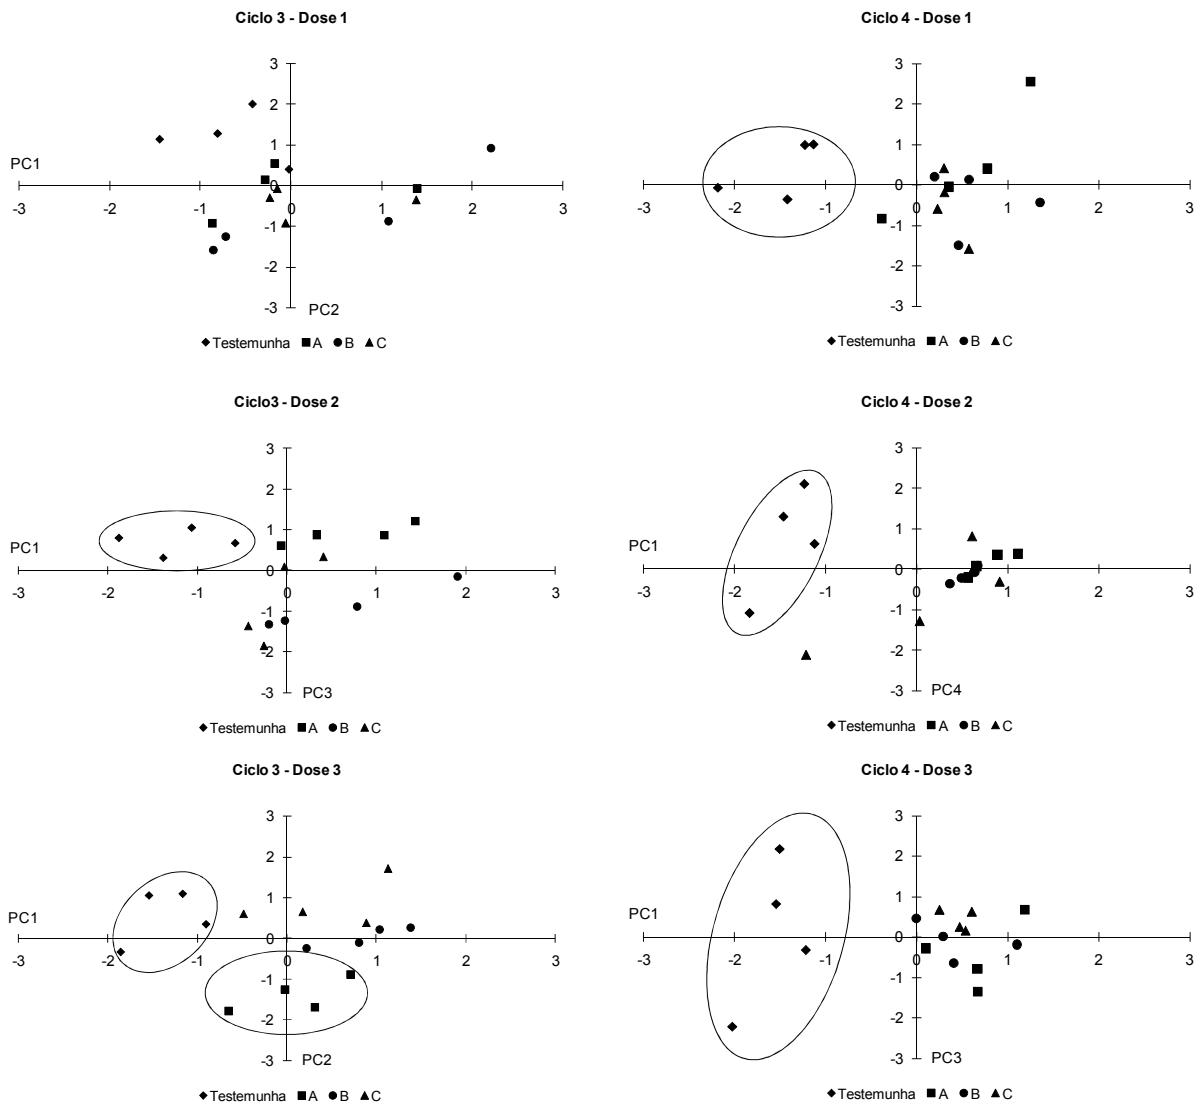 Ciclo 3 - Dose 1
3
2
1
PC1
-3 -2 -1 0 1 2 3
-1
-2
-3 PC2
Testemunha A B C
Ciclo 4 - Dose 1
3
2
1
0
-3 -2 -1 0 1 2 3
-1
-2
-3
Testemunha A B C
Ciclo3 - Dose 2
3
2
1
PC1
0
-3 -2 -1 0 1 2 3
-1
-2
-3 PC3
Testemunha A B C
Ciclo 4 - Dose 2
3
2
1
PC1
0
-3 -2 -1 0 1 2 3
-1
-2
-3 PC4
Testemunha A B C
Ciclo 3 - Dose 3
3
2
1
PC1
0
-3 -2 -1 0 1 2 3
-1
-2
-3 PC2
Testemunha A B C
Ciclo 4 - Dose 3
3
2
1
PC1
0
-3 -2 -1 0 1 2 3
-1
-2
-3 PC3
Testemunha A B C